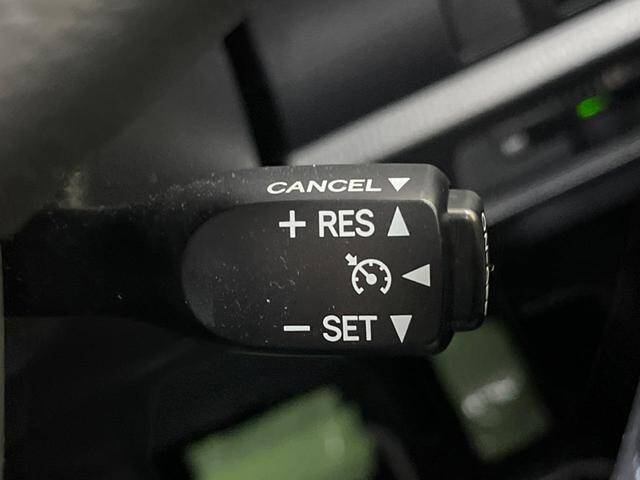 CANCEL ▼
+ RES ▲
◀
− SET ▼